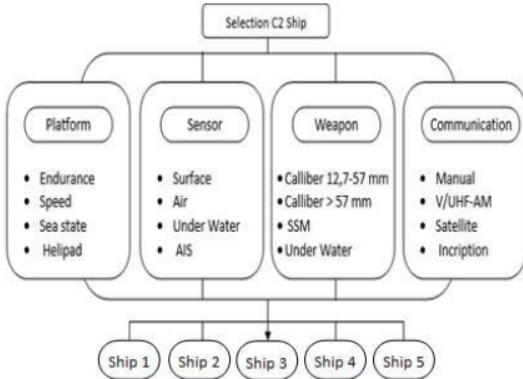 Selection C2 Ship
Platform
• Endurance
• Speed
• Sea state
• Helipad
Sensor
• Surface
• Air
• Under Water
• AIS
Weapon
• Calliber 12,7-57 mm
• Calliber > 57 mm
• SSM
• Under Water
Communication
• Manual
• V/UHF-AM
• Satellite
• Incription
Ship 1
Ship 2
Ship 3
Ship 4
Ship 5